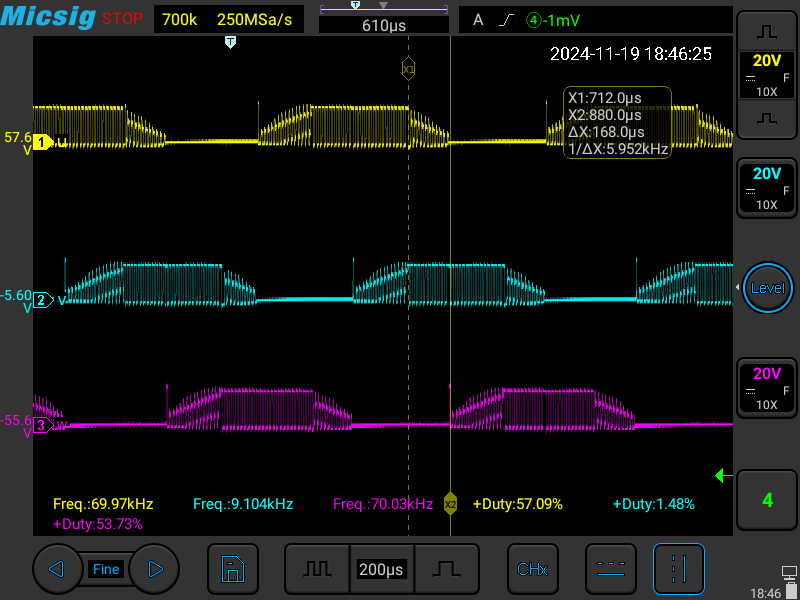 Micsig STOP 700k 250MSa/s 610µs A 4 -1mV
T
2024-11-19 18:46:25
X1
X1:712.0µs
X2:880.0µs
ΔX:168.0µs
1/ΔX:5.952kHz
57.6 V 1 U
-5.60 V 2 V
-55.6 V 3 W
20V
F
10X
20V
F
10X
Level
20V
F
10X
4
Freq.:69.97kHz Freq.:9.104kHz Freq.:70.03kHz X2 +Duty:57.09% +Duty:1.48%
+Duty:53.73%
Fine 200µs CHx
18:46